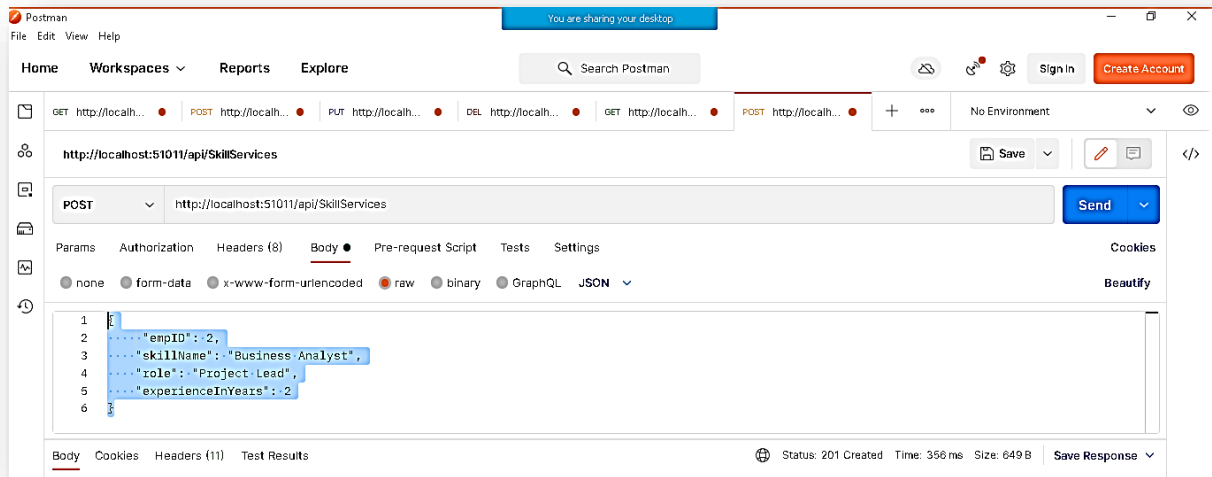 Postman
You are sharing your desktop
File Edit View Help
Home Workspaces Reports Explore
Search Postman
Sign In
Create Account
GET http://localh...
POST http://localh...
PUT http://localh...
DEL http://localh...
GET http://localh...
POST http://localh...
No Environment
http://localhost:51011/api/SkillServices
Save
POST http://localhost:51011/api/SkillServices
Send
Params Authorization Headers (8) Body Pre-request Script Tests Settings Cookies
none form-data x-www-form-urlencoded raw binary GraphQL JSON Beautify
1 {
2 "empID": 2,
3 "skillName": "Business Analyst",
4 "role": "Project Lead",
5 "experienceInYears": 2
6 }
Body Cookies Headers (11) Test Results Status: 201 Created Time: 356 ms Size: 649 B Save Response